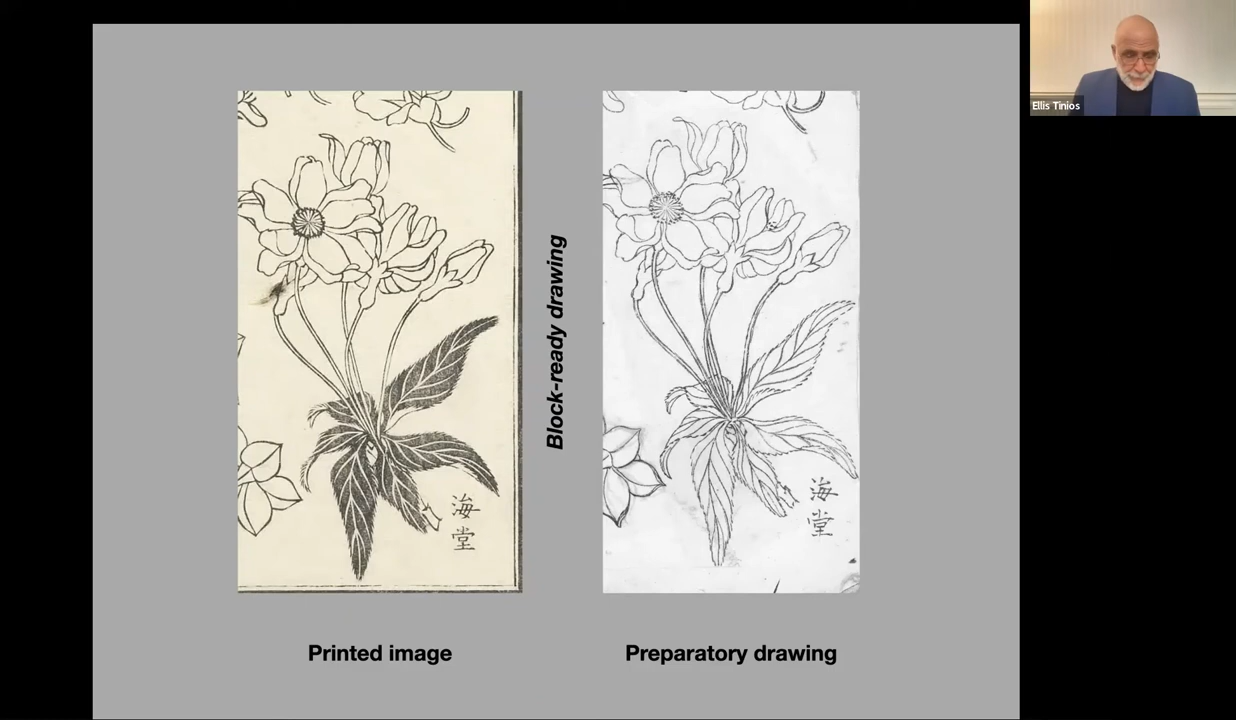 Ellis Tinios
Block-ready drawing
海
堂
海
堂
Printed image
Preparatory drawing